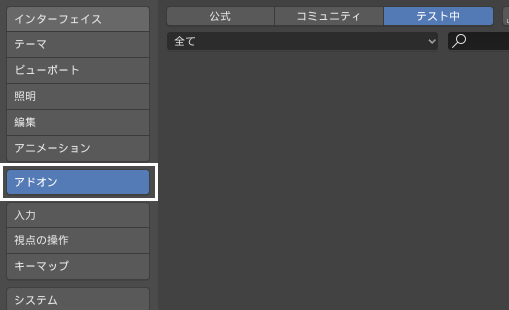 インターフェイス
テーマ
ビューポート
照明
編集
アニメーション
アドオン
入力
視点の操作
キーマップ
システム
公式 コミュニティ テスト中
全て